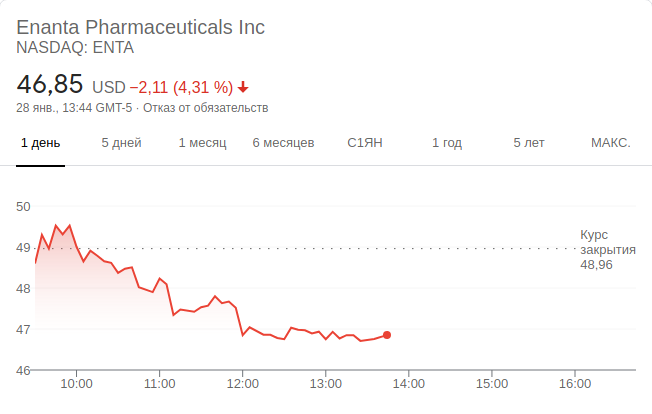 Enanta Pharmaceuticals Inc
NASDAQ: ENTA
46,85 USD −2,11 (4,31 %)
28 янв., 13:44 GMT-5 · Отказ от обязательств
1 день 5 дней 1 месяц 6 месяцев С1ЯН 1 год 5 лет МАКС.
50
49
48
47
46
Курс
закрытия
48,96
10:00 11:00 12:00 13:00 14:00 15:00 16:00